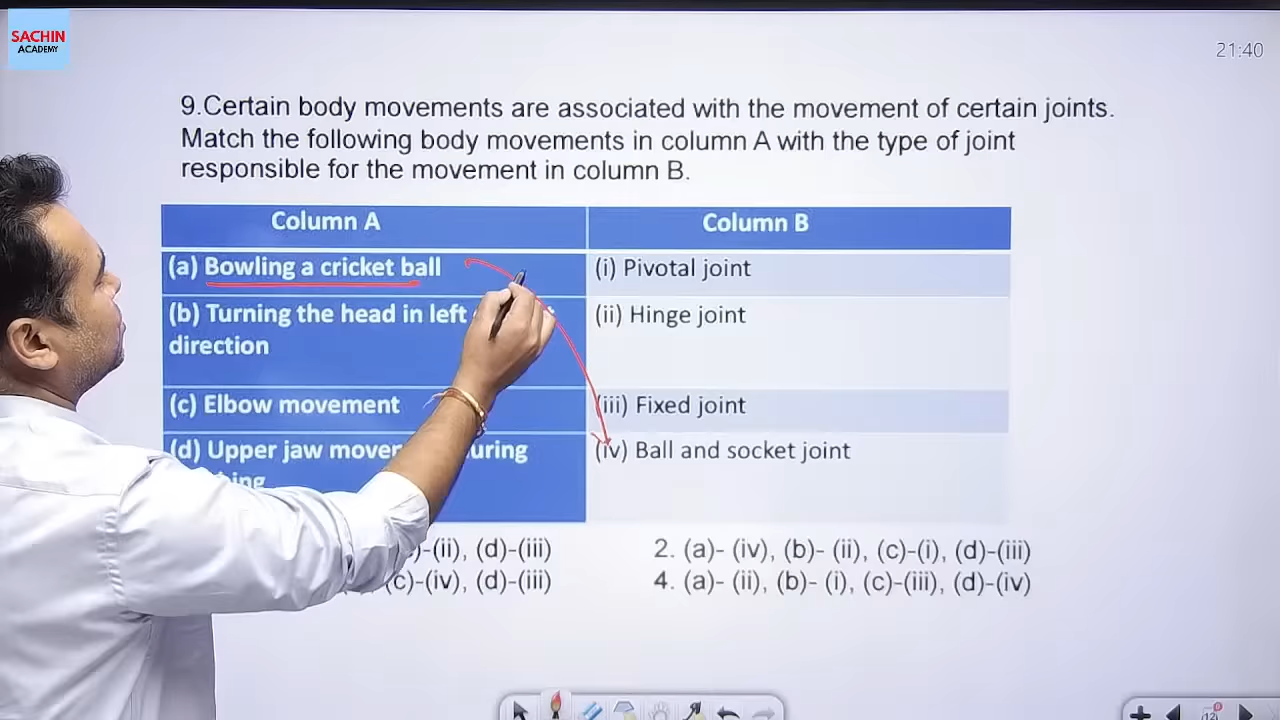 SACHIN
ACADEMY
21:40
9.Certain body movements are associated with the movement of certain joints.
Match the following body movements in column A with the type of joint
responsible for the movement in column B.
Column A
Column B
(a) Bowling a cricket ball
(i) Pivotal joint
(b) Turning the head in left
direction
(ii) Hinge joint
(c) Elbow movement
(iii) Fixed joint
(d) Upper jaw uring
(iv) Ball and socket joint
-(ii), (d)-(iii)
2. (a)- (iv), (b)- (ii), (c)-(i), (d)-(iii)
(c)-(iv), (d)-(iii)
4. (a)- (ii), (b)- (i), (c)-(iii), (d)-(iv)